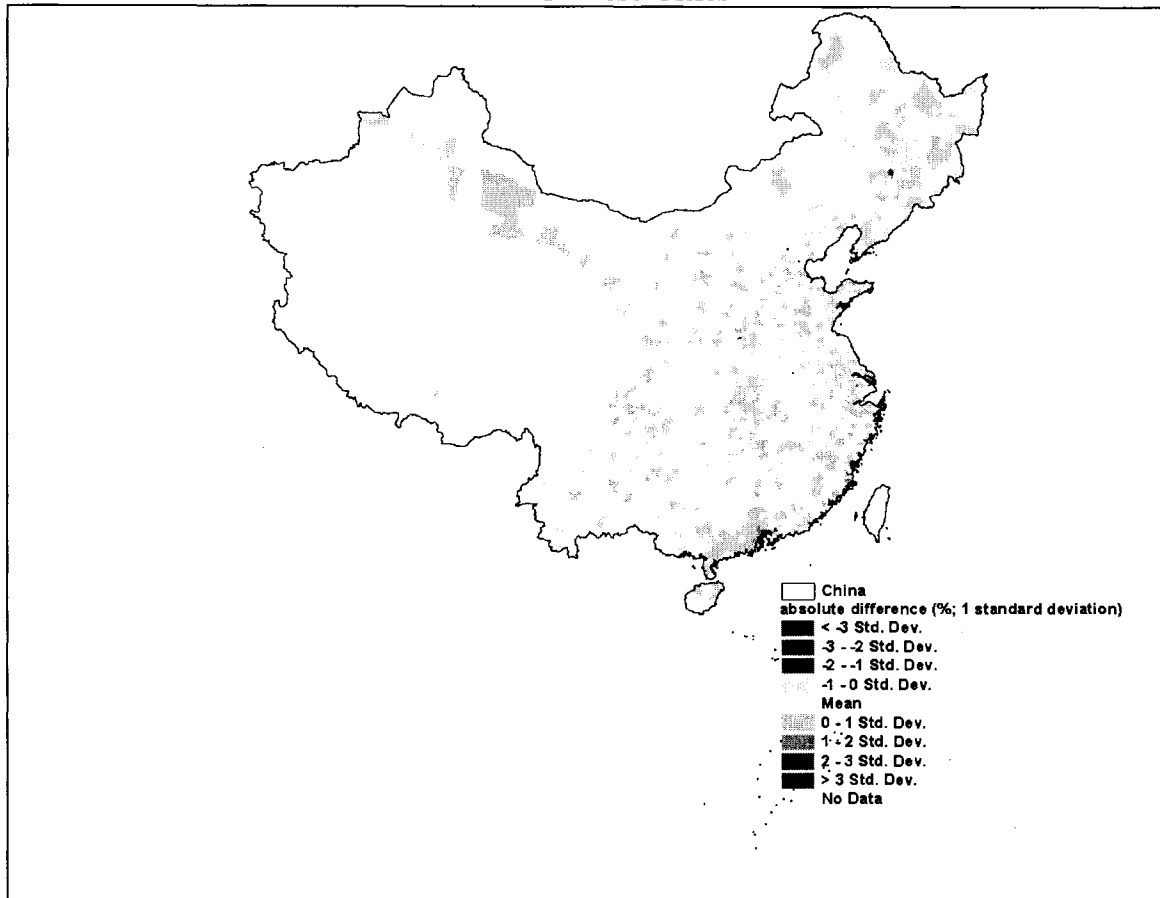 China
absolute difference (%; 1 standard deviation)
< -3 Std. Dev.
-3 - -2 Std. Dev.
-2 - -1 Std. Dev.
-1 - 0 Std. Dev.
Mean
0 - 1 Std. Dev.
1 - 2 Std. Dev.
2 - 3 Std. Dev.
> 3 Std. Dev.
No Data